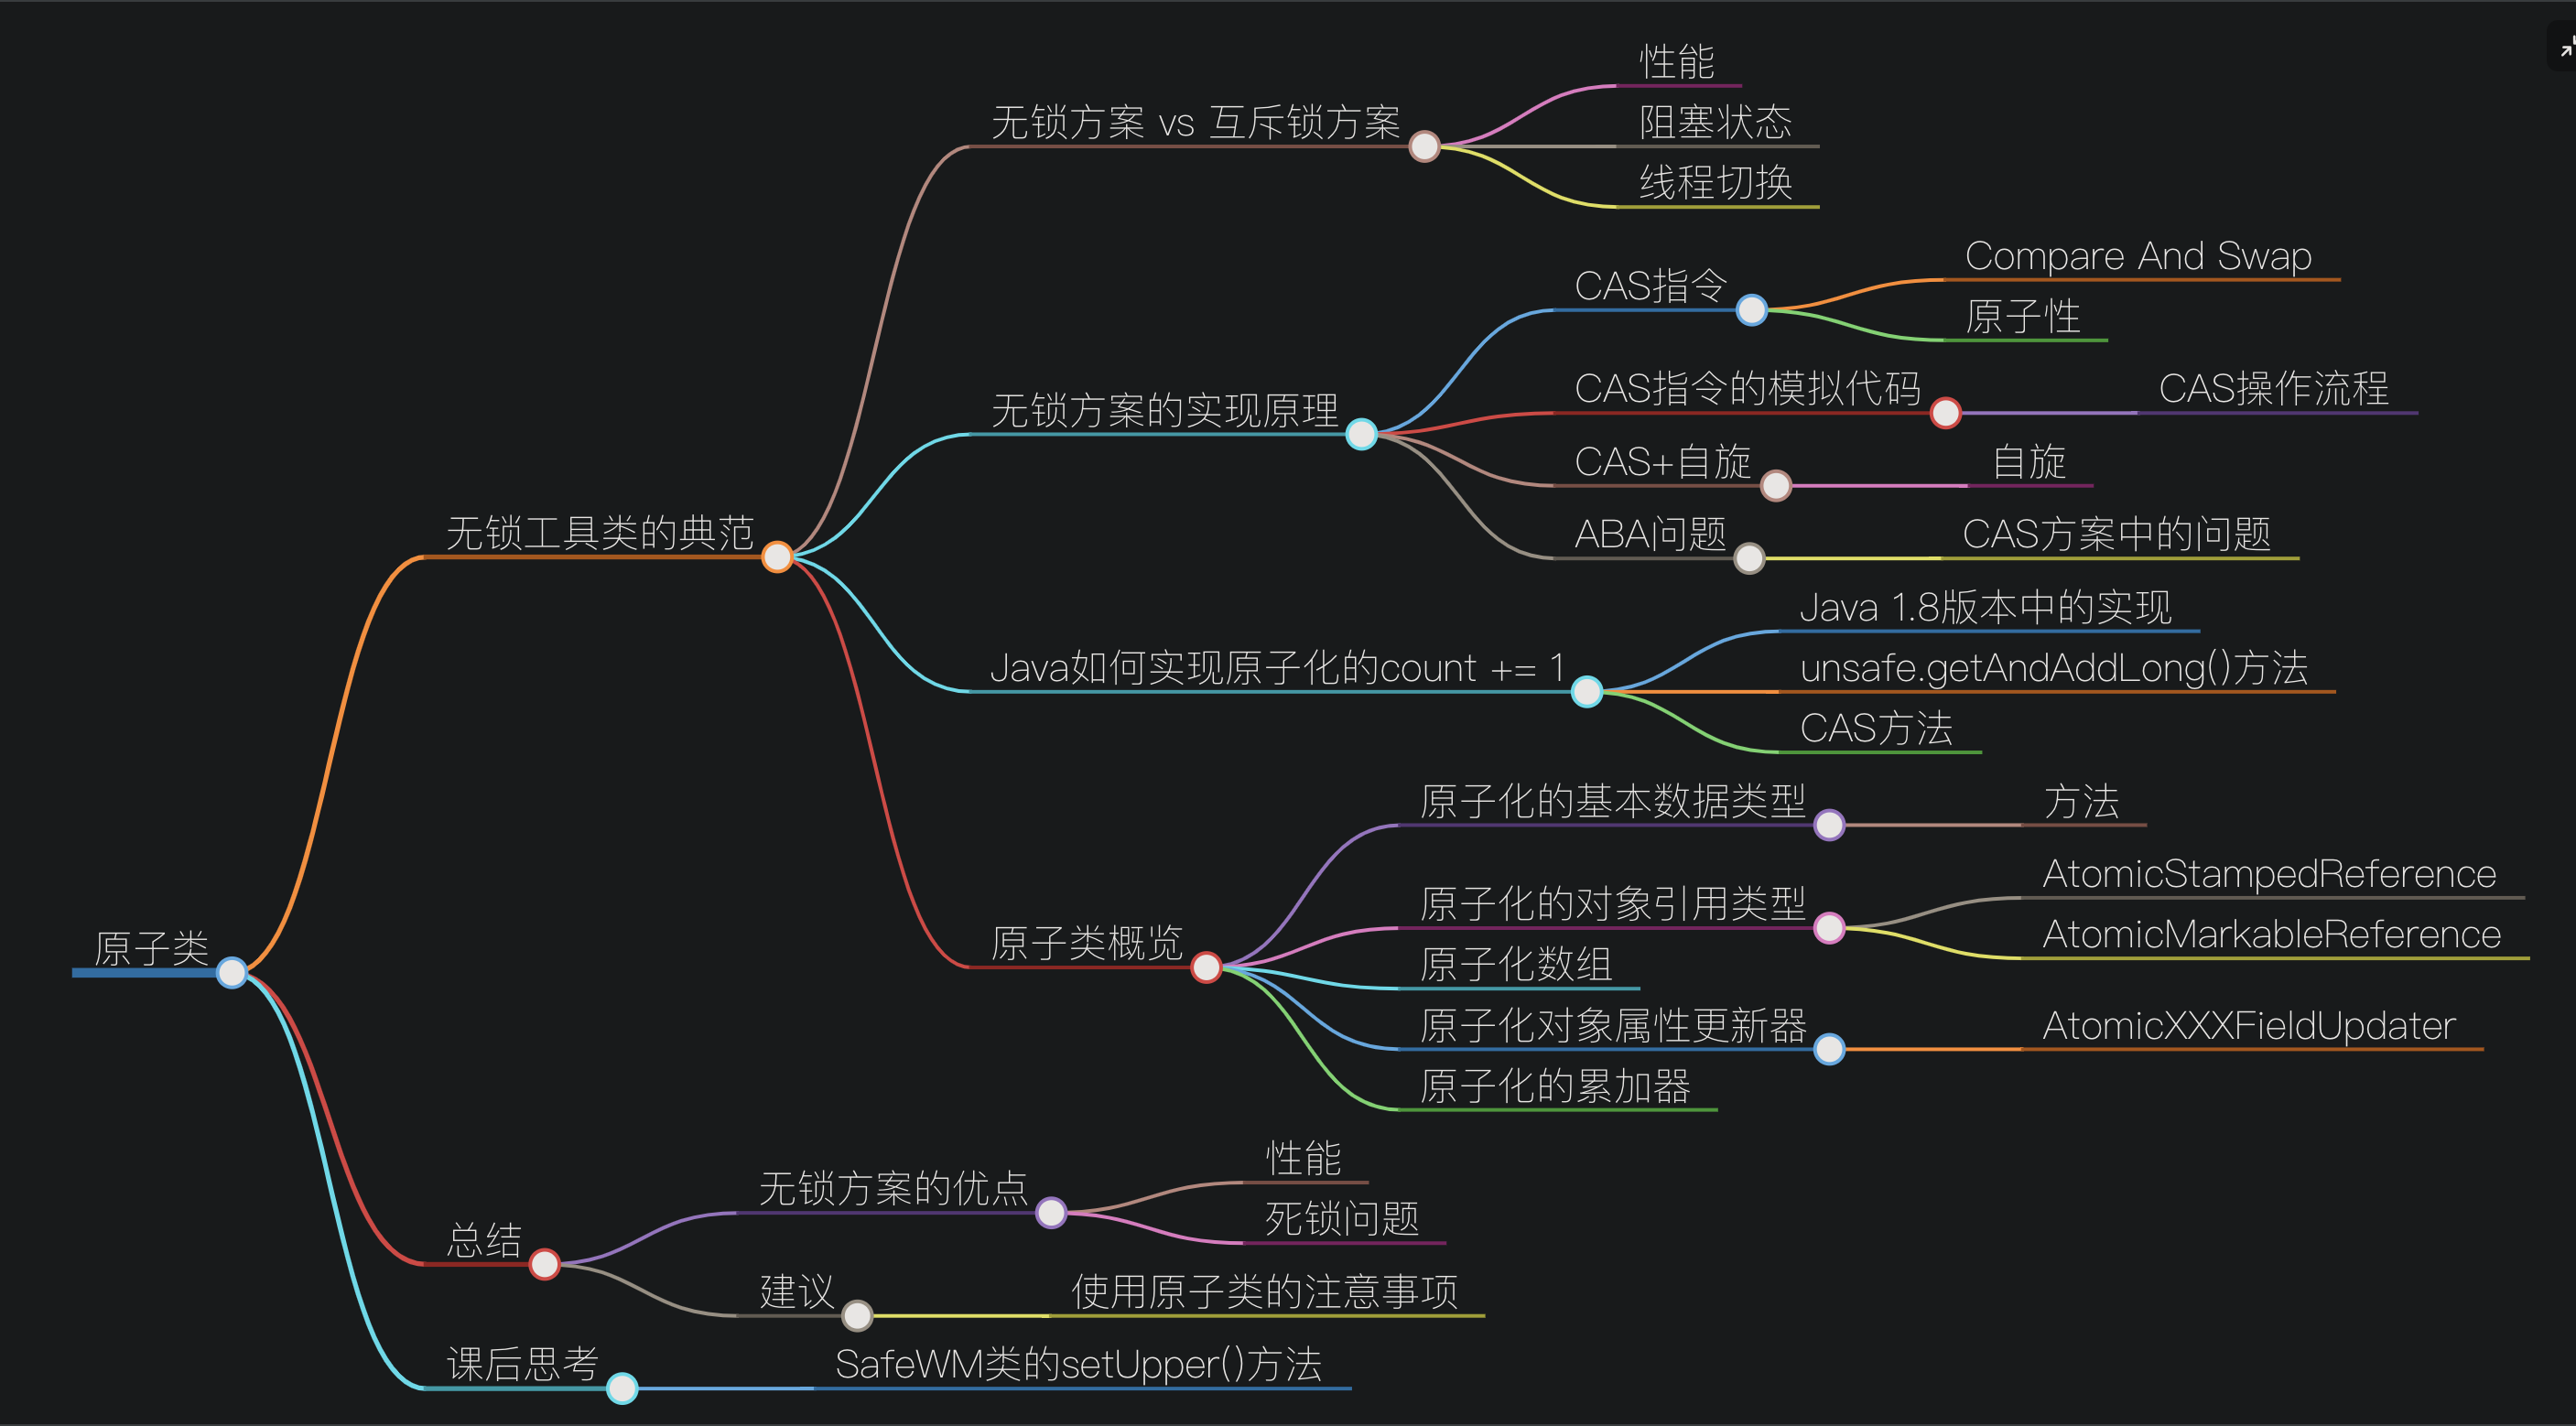 原子类
无锁工具类的典范
无锁方案 vs 互斥锁方案
性能
阻塞状态
线程切换
无锁方案的实现原理
CAS指令
Compare And Swap
原子性
CAS指令的模拟代码
CAS操作流程
CAS+自旋
自旋
ABA问题
CAS方案中的问题
Java如何实现原子化的count += 1
Java 1.8版本中的实现
unsafe.getAndAddLong()方法
CAS方法
原子类概览
原子化的基本数据类型
方法
原子化的对象引用类型
AtomicStampedReference
AtomicMarkableReference
原子化数组
原子化对象属性更新器
AtomicXXXFieldUpdater
原子化的累加器
总结
无锁方案的优点
性能
死锁问题
建议
使用原子类的注意事项
课后思考
SafeWM类的setUpper()方法